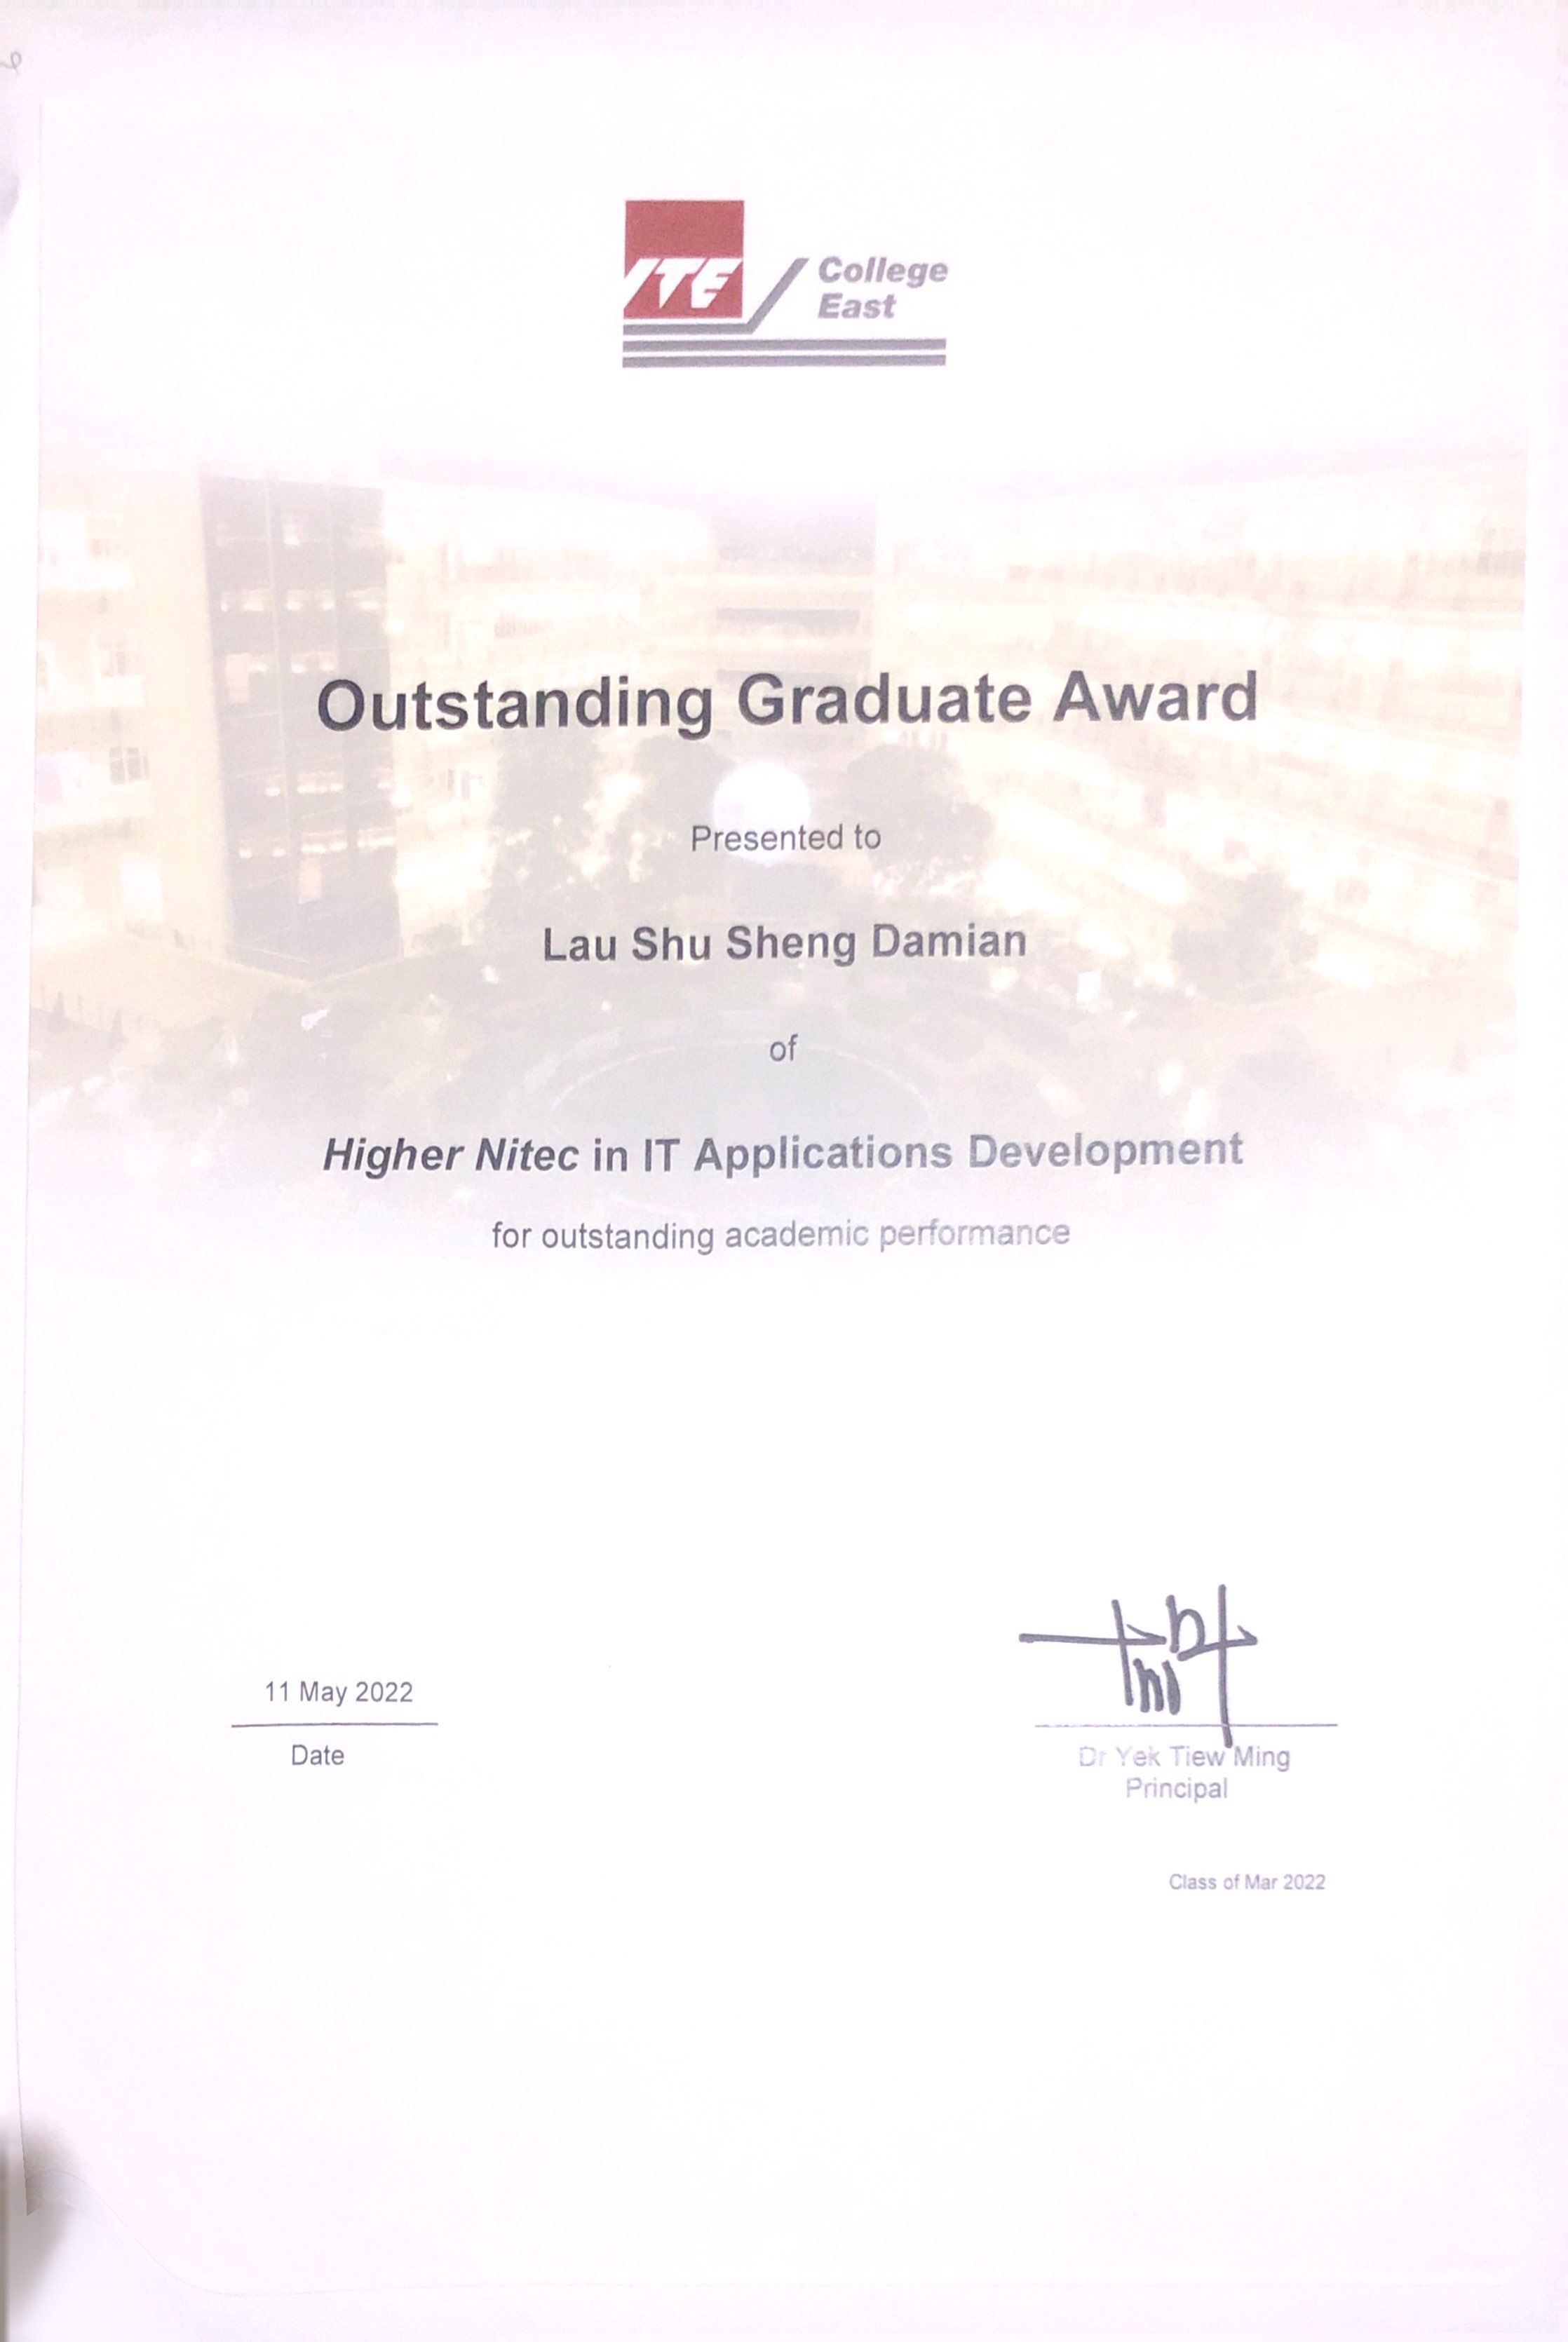 ITE
College
East
Outstanding Graduate Award
Presented to
Lau Shu Sheng Damian
of
Higher Nitec in IT Applications Development
for outstanding academic performance
11 May 2022
Date
Dr Yek Tiew Ming
Principal
Class of Mar 2022